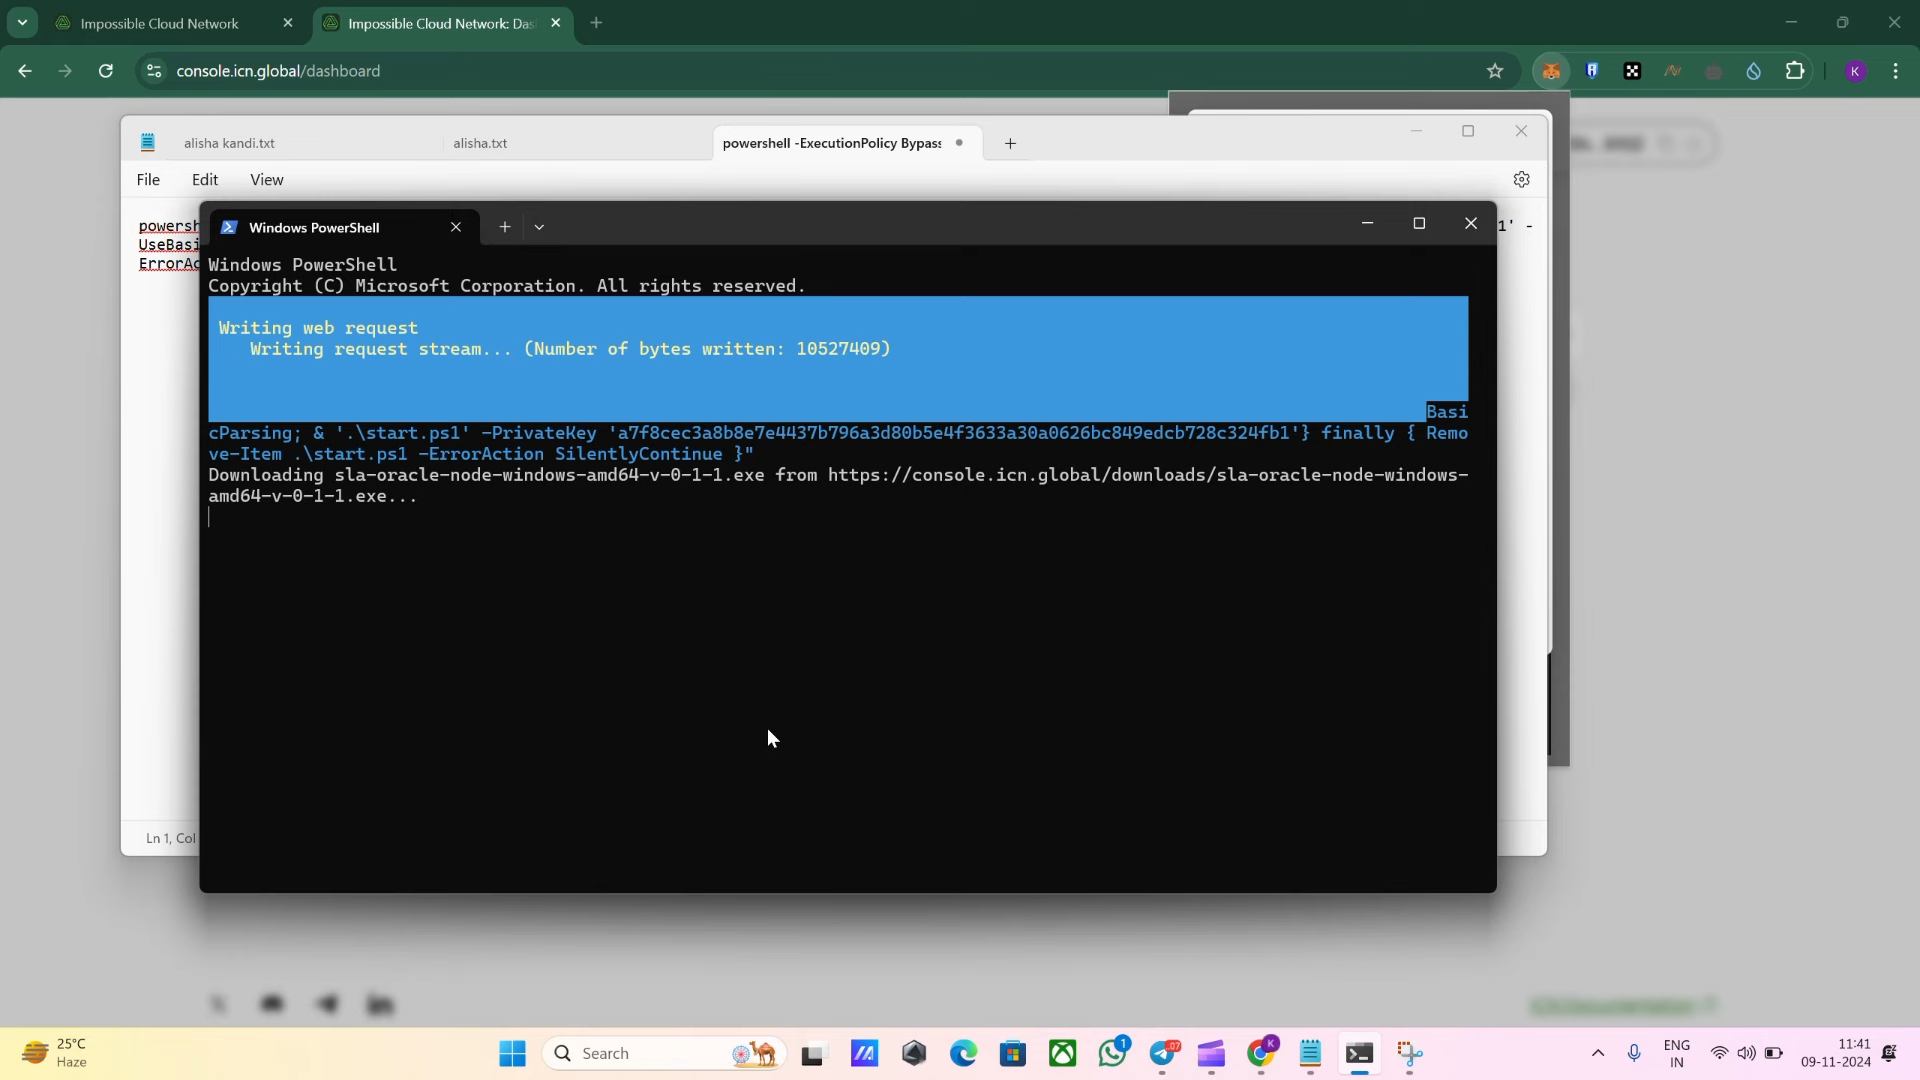 Impossible Cloud Network
Impossible Cloud Network: Das
console.icn.global/dashboard
K
alisha kandi.txt
alisha.txt
powershell -ExecutionPolicy Bypass
File
Edit
View
powersh
1' -
UseBasi
ErrorAc
Windows PowerShell
Windows PowerShell
Copyright (C) Microsoft Corporation. All rights reserved.
Writing web request
Writing request stream... (Number of bytes written: 10527409)
Basi
cParsing; & '.\start.ps1' -PrivateKey 'a7f8cec3a8b8e7e4437b796a3d80b5e4f3633a30a0626bc849edcb728c324fb1'} finally { Remo
ve-Item .\start.ps1 -ErrorAction SilentlyContinue }"
Downloading sla-oracle-node-windows-amd64-v-0-1-1.exe from https://console.icn.global/downloads/sla-oracle-node-windows-
amd64-v-0-1-1.exe...
Ln 1, Col
25°C
Haze
Search
1
.07
K
ENG
IN
11:41
09-11-2024